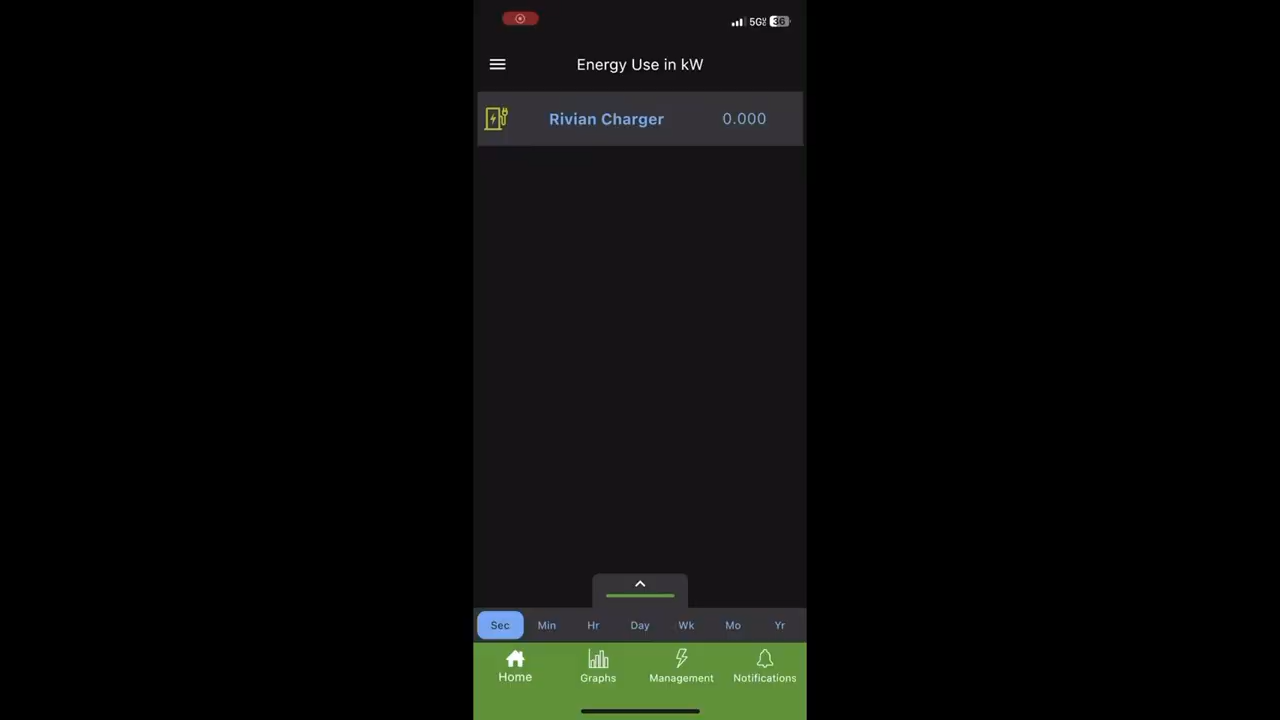 5G 36
Energy Use in kW
Rivian Charger 0.000
Sec Min Hr Day Wk Mo Yr
Home Graphs Management Notifications